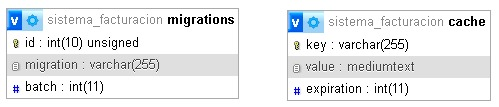 sistema_facturacion migrations
id : int(10) unsigned
migration : varchar(255)
batch : int(11)
sistema_facturacion cache
key : varchar(255)
value : mediumtext
expiration : int(11)